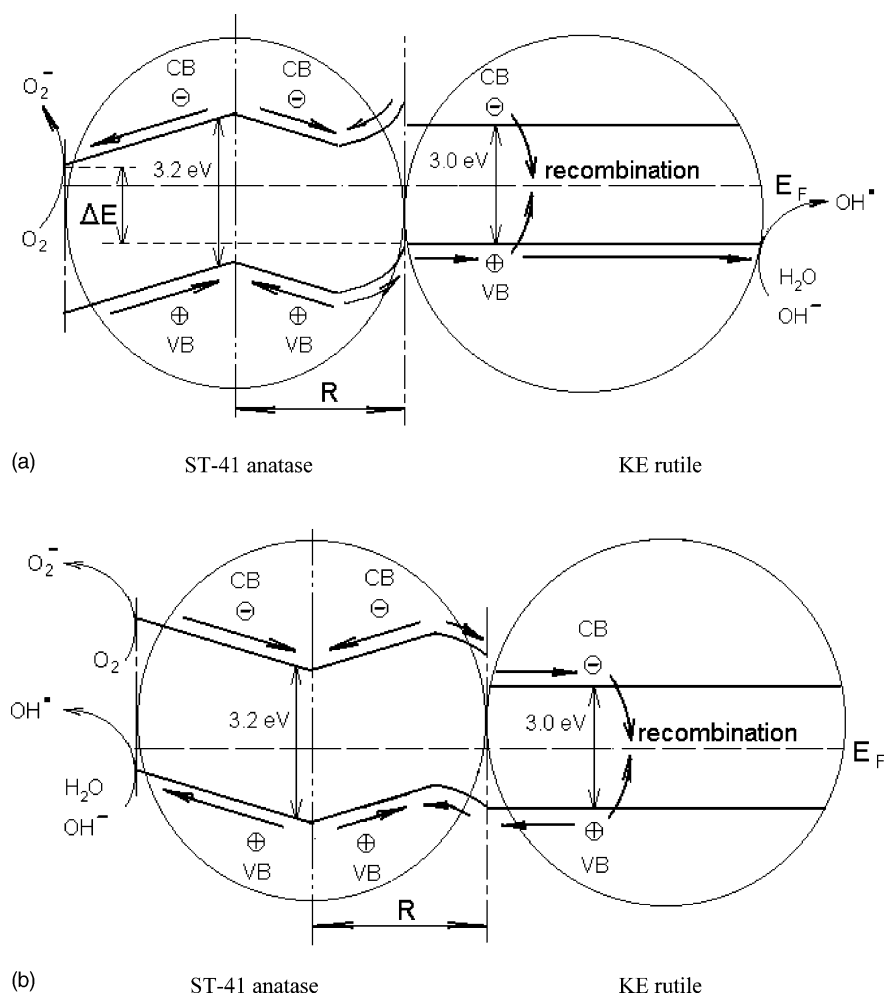 CB
CB
CB
O₂⁻
⊖
⊖
⊖
3.2 eV
3.0 eV
recombination
E_F
ΔE
OH•
O₂
⊕
⊕
⊕
VB
VB
VB
H₂O
OH⁻
R
(a)
ST-41 anatase
KE rutile
O₂⁻
CB
CB
CB
⊖
⊖
⊖
O₂
OH•
3.2 eV
3.0 eV
recombination
E_F
H₂O
OH⁻
⊕
⊕
⊕
VB
VB
VB
R
(b)
ST-41 anatase
KE rutile